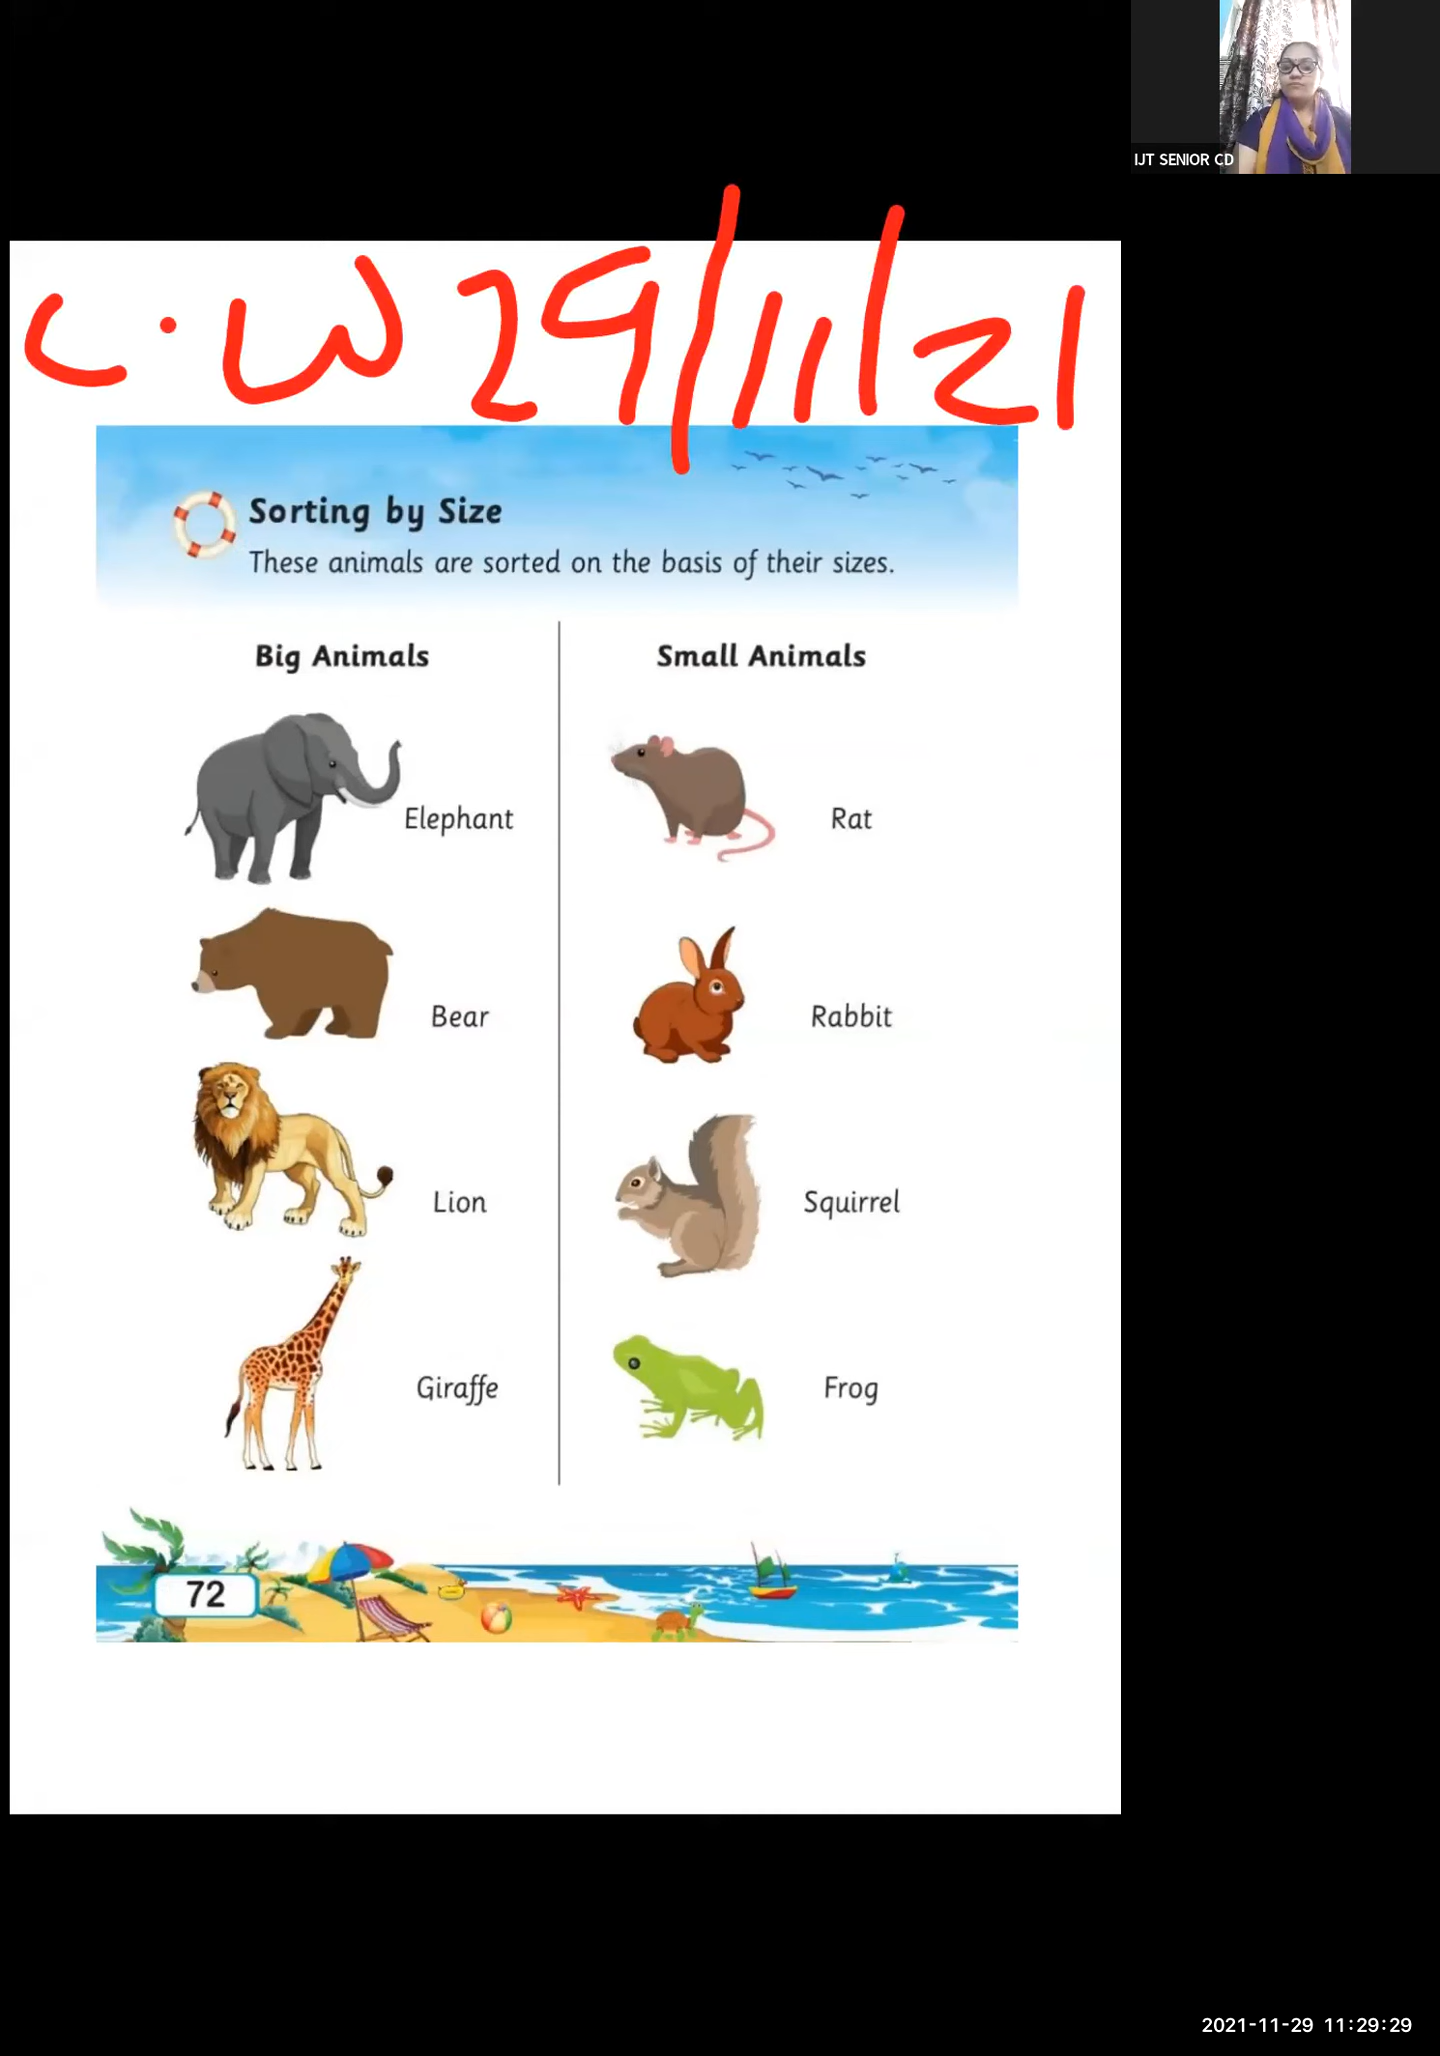 IJT SENIOR CD
C.W 29/11/21
Sorting by Size
These animals are sorted on the basis of their sizes.
Big Animals
Small Animals
Elephant
Rat
Bear
Rabbit
Lion
Squirrel
Giraffe
Frog
72
2021-11-29 11:29:29